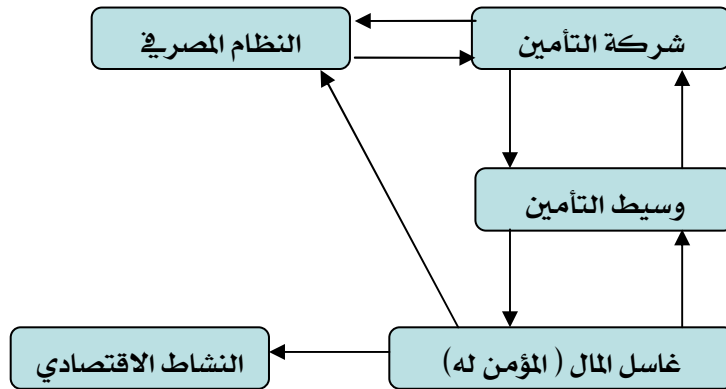 شركة التأمين
النظام المصرفي
وسيط التأمين
غاسل المال ( المؤمن له)
النشاط الاقتصادي